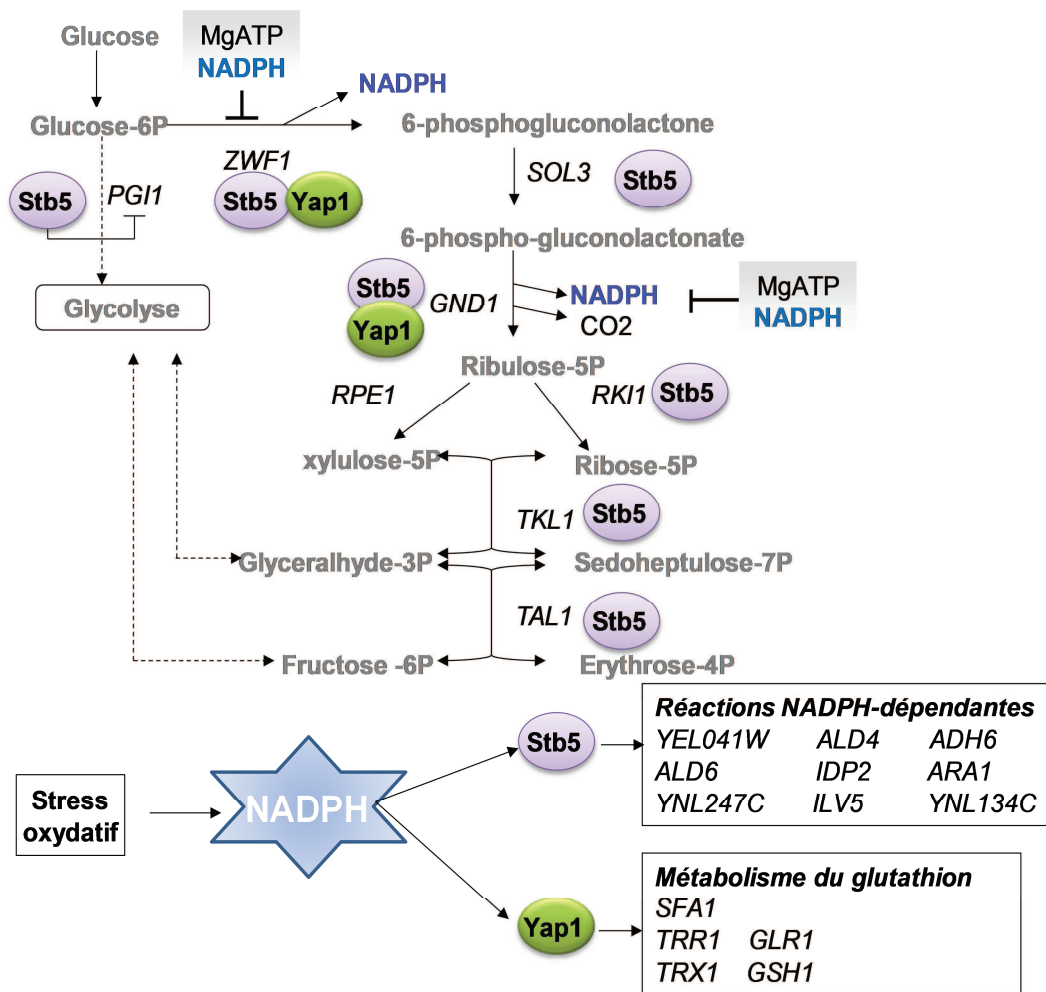 Glucose
MgATP
NADPH
NADPH
Glucose-6P
6-phosphogluconolactone
ZWF1
SOL3
Stb5
Stb5
PGI1
Stb5
Yap1
6-phospho-gluconolactonate
Stb5
GND1
NADPH
MgATP
Glycolyse
Yap1
CO2
NADPH
Ribulose-5P
RPE1
RKI1
Stb5
xylulose-5P
Ribose-5P
TKL1
Stb5
Glyceralhyde-3P
Sedoheptulose-7P
TAL1
Stb5
Fructose -6P
Erythrose-4P
Stress
oxydatif
NADPH
Stb5
Réactions NADPH-dépendantes
YEL041W ALD4 ADH6
ALD6 IDP2 ARA1
YNL247C ILV5 YNL134C
Yap1
Métabolisme du glutathion
SFA1
TRR1 GLR1
TRX1 GSH1